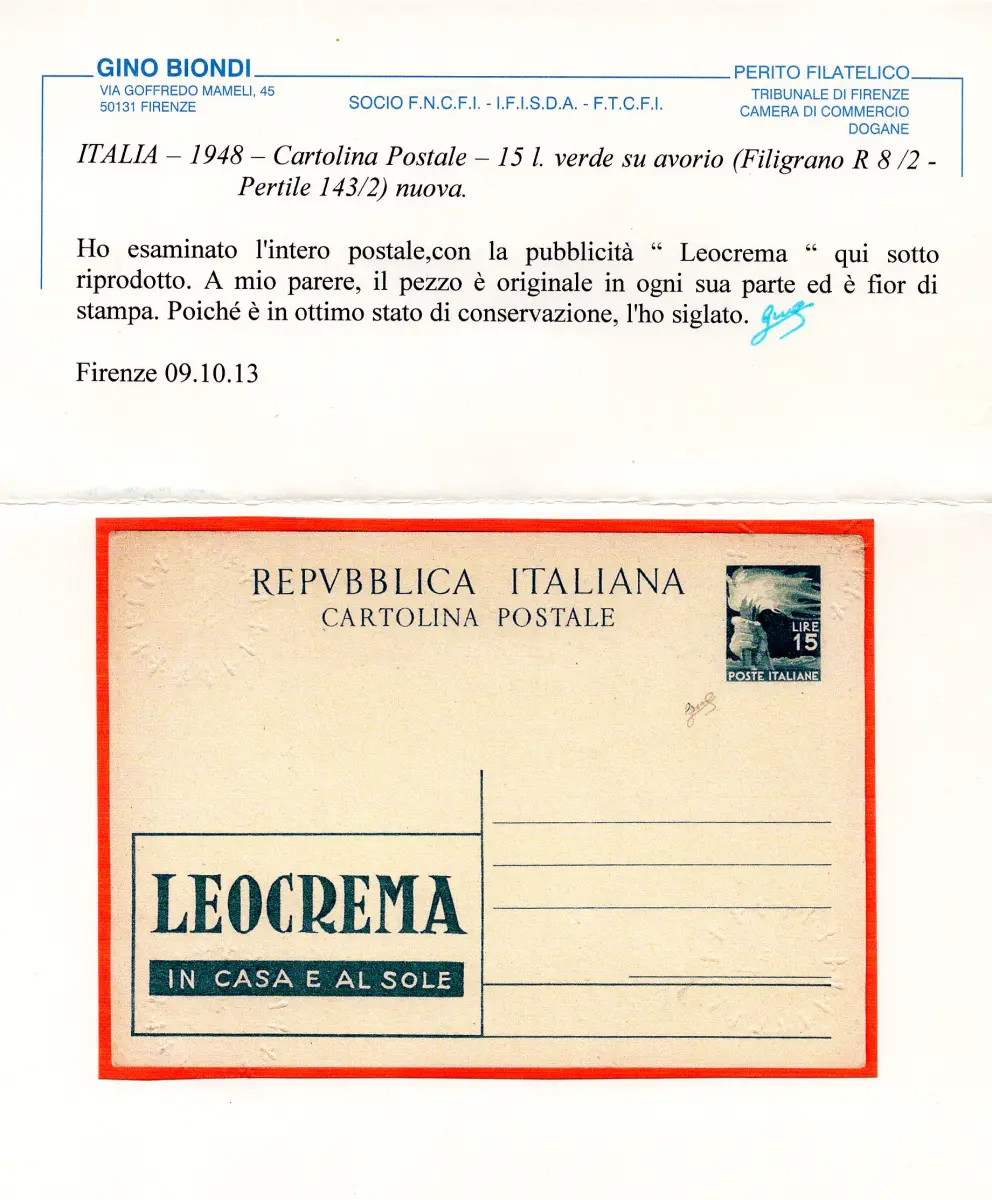 GINO BIONDI
VIA GOFFREDO MAMELI, 45
50131 FIRENZE
SOCIO F.N.C.F.I. - I.F.I.S.D.A. - F.T.C.F.I.
PERITO FILATELICO
TRIBUNALE DI FIRENZE
CAMERA DI COMMERCIO
DOGANE
ITALIA – 1948 – Cartolina Postale – 15 l. verde su avorio (Filigrano R 8 /2 -
Pertile 143/2) nuova.
Ho esaminato l'intero postale,con la pubblicità “ Leocrema “ qui sotto
riprodotto. A mio parere, il pezzo è originale in ogni sua parte ed è fior di
stampa. Poiché è in ottimo stato di conservazione, l'ho siglato.
Firenze 09.10.13
REPVBBLICA ITALIANA
CARTOLINA POSTALE
LIRE
15
POSTE ITALIANE
LEOCREMA
IN CASA E AL SOLE